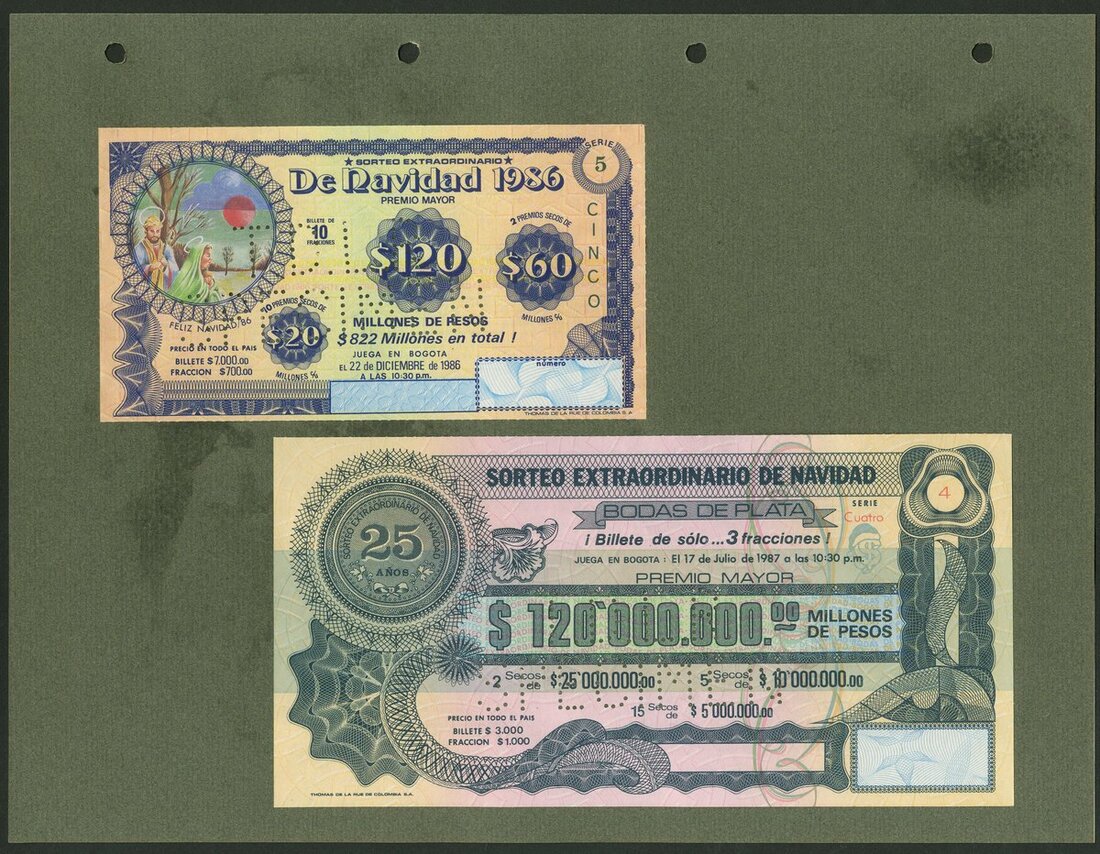 ★ SORTEO EXTRAORDINARIO ★
De Navidad 1986
PREMIO MAYOR
SERIE
5
CINCO
BILLETE DE
10
FRACCIONES
$120
2 PREMIOS SECOS DE
$60
MILLONES c/u
10 PREMIOS SECOS DE
$20
MILLONES c/u
FELIZ NAVIDAD/86
MILLONES DE PESOS
$822 Millones en total !
PRECIO EN TODO EL PAIS
BILLETE $7.000.00
FRACCION $700.00
JUEGA EN BOGOTA
EL 22 de DICIEMBRE de 1986
A LAS 10:30 p.m.
número
THOMAS DE LA RUE DE COLOMBIA S.A.
SORTEO EXTRAORDINARIO DE NAVIDAD
25
AÑOS
SORTEO EXTRAORDINARIO DE NAVIDAD
BODAS DE PLATA
4
SERIE
Cuatro
¡ Billete de sólo...3 fracciones !
JUEGA EN BOGOTA : El 17 de Julio de 1987 a las 10:30 p.m.
PREMIO MAYOR
$ 120'000.000.00 MILLONES
DE PESOS
2 Secos de $ 25'000.000.00 5 Secos de $ 10'000.000.00
15 Secos de $ 5'000.000.00
SPECIMEN
PRECIO EN TODO EL PAIS
BILLETE $ 3.000
FRACCION $ 1.000
THOMAS DE LA RUE DE COLOMBIA S.A.